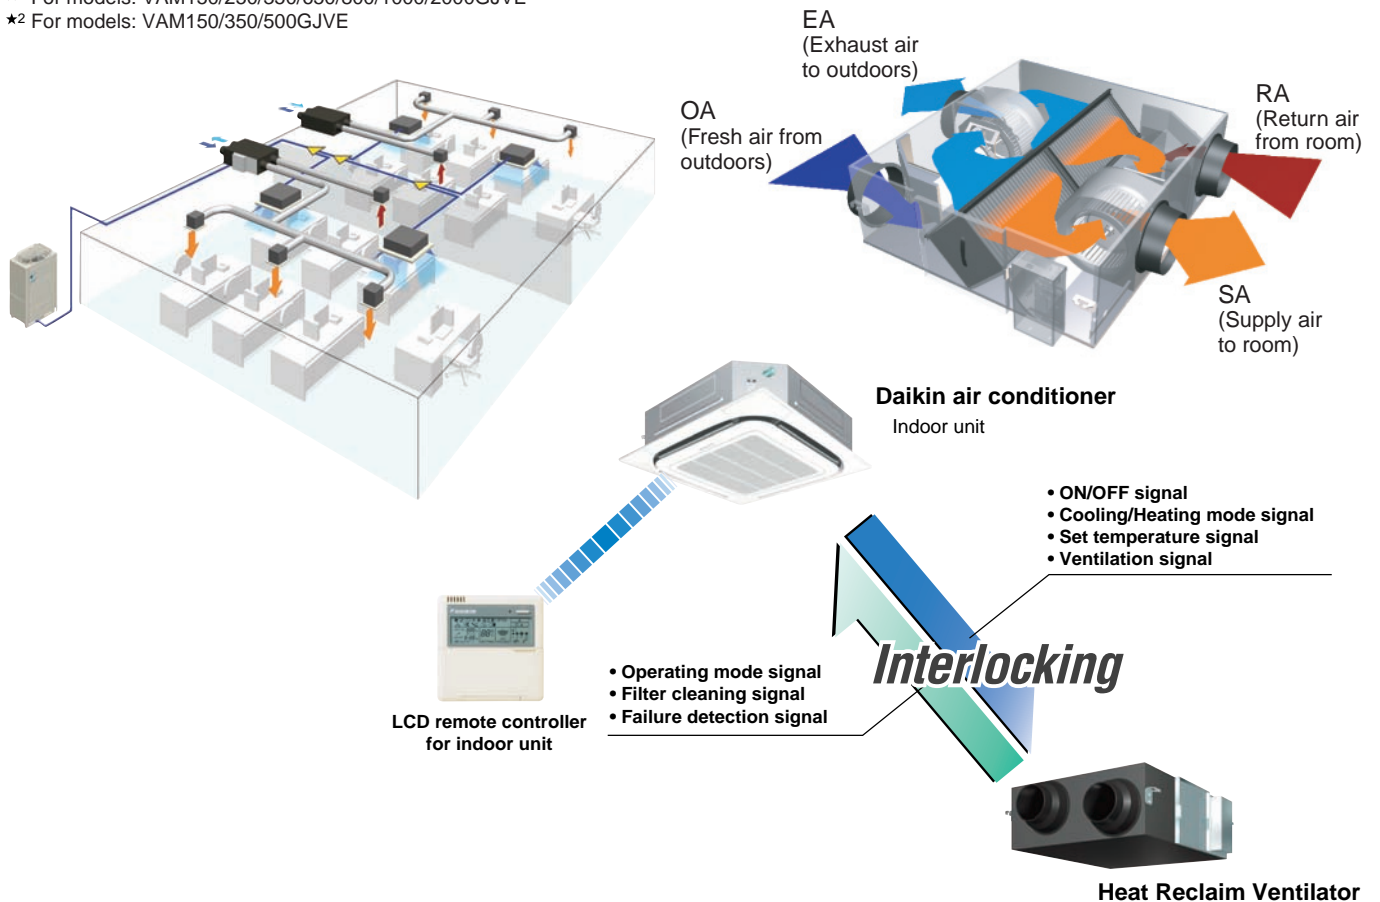 ★2 For models: VAM150/350/500GJVE
EA
(Exhaust air
to outdoors)
OA
(Fresh air from
outdoors)
RA
(Return air
from room)
SA
(Supply air
to room)
Daikin air conditioner
Indoor unit
• ON/OFF signal
• Cooling/Heating mode signal
• Set temperature signal
• Ventilation signal
Interlocking
• Operating mode signal
• Filter cleaning signal
• Failure detection signal
LCD remote controller
for indoor unit
Heat Reclaim Ventilator